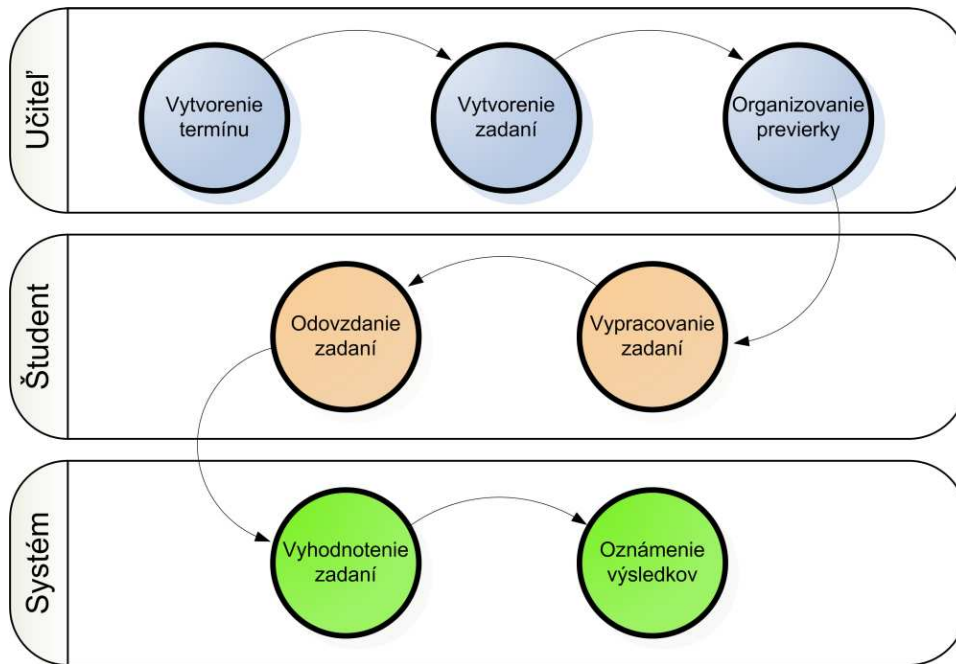 Učiteľ
Vytvorenie
termínu
Vytvorenie
zadaní
Organizovanie
previerky
Študent
Odovzdanie
zadaní
Vypracovanie
zadaní
Systém
Vyhodnotenie
zadaní
Oznámenie
výsledkov